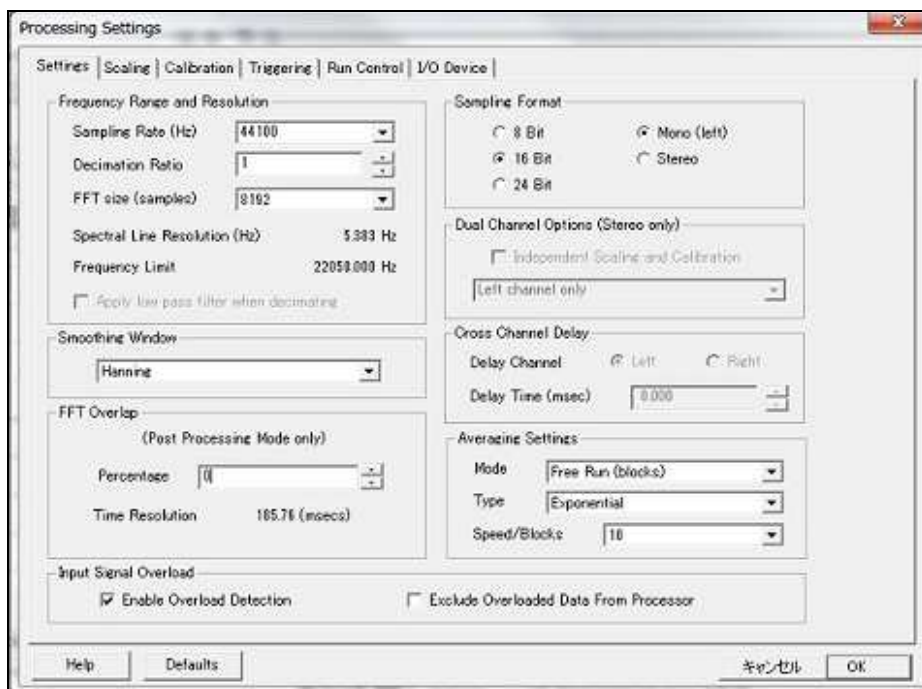 Processing Settings
Settings
Scaling
Calibration
Triggering
Run Control
I/O Device
Frequency Range and Resolution
Sampling Rate (Hz)
44100
Decimation Ratio
1
FFT size (samples)
8192
Spectral Line Resolution (Hz)
5.383 Hz
Frequency Limit
22050.000 Hz
Apply low pass filter when decimating
Smoothing Window
Hanning
FFT Overlap
(Post Processing Mode only)
Percentage
0
Time Resolution
185.76 (msecs)
Sampling Format
8 Bit
16 Bit
24 Bit
Mono (left)
Stereo
Dual Channel Options (Stereo only)
Independent Scaling and Calibration
Left channel only
Cross Channel Delay
Delay Channel
Left
Right
Delay Time (msec)
0.000
Averaging Settings
Mode
Free Run (blocks)
Type
Exponential
Speed/Blocks
10
Input Signal Overload
Enable Overload Detection
Exclude Overloaded Data From Processor
Help
Defaults
キャンセル
OK